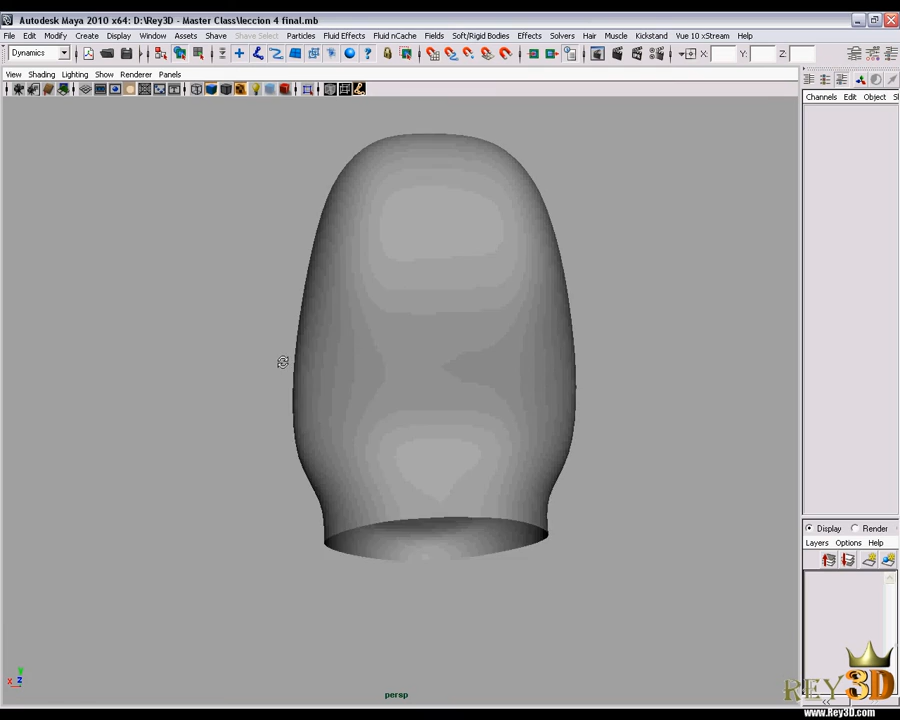 Autodesk Maya 2010 x64: D:\Rey3D - Master Class\leccion 4 final.mb
File Edit Modify Create Display Window Assets Shave Shave Select Particles Fluid Effects Fluid nCache Fields Soft/Rigid Bodies Effects Solvers Hair Muscle Kickstand Vue 10 xStream Help
Dynamics X: Y: Z:
View Shading Lighting Show Renderer Panels
Channels Edit Object
Display Render
Layers Options Help
persp
y
x z
REY3D
www.Rey3D.com